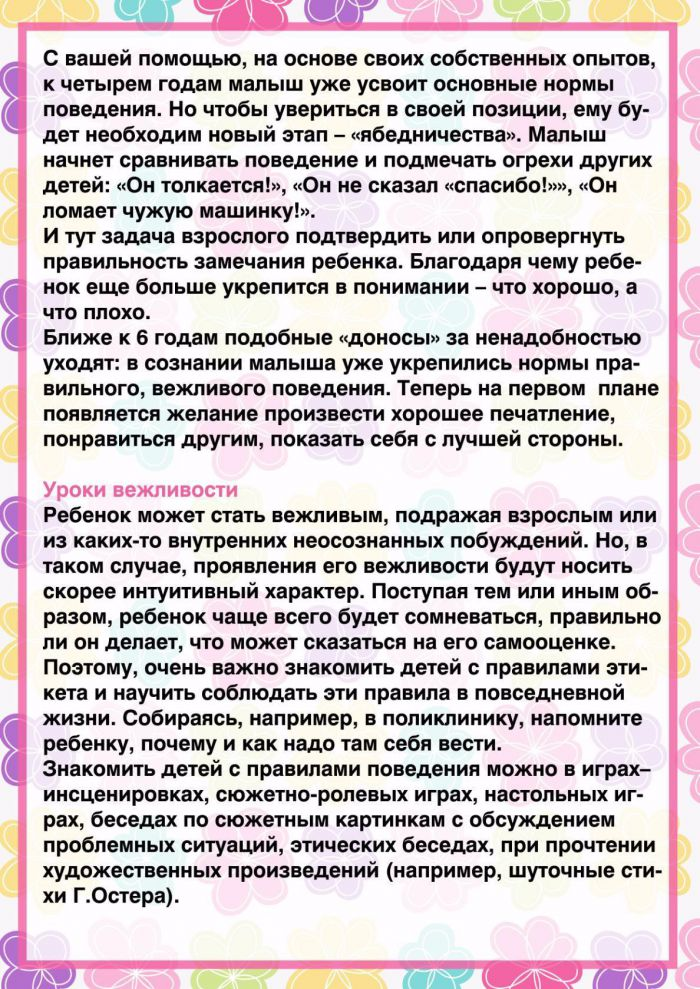 С вашей помощью, на основе своих собственных опытов,
к четырем годам малыш уже усвоит основные нормы
поведения. Но чтобы увериться в своей позиции, ему бу-
дет необходим новый этап – «ябедничества». Малыш
начнет сравнивать поведение и подмечать огрехи других
детей: «Он толкается!», «Он не сказал «спасибо!»», «Он
ломает чужую машинку!».
И тут задача взрослого подтвердить или опровергнуть
правильность замечания ребенка. Благодаря чему ребе-
нок еще больше укрепится в понимании – что хорошо, а
что плохо.
Ближе к 6 годам подобные «доносы» за ненадобностью
уходят: в сознании малыша уже укрепились нормы пра-
вильного, вежливого поведения. Теперь на первом  плане
появляется желание произвести хорошее печатление,
понравиться другим, показать себя с лучшей стороны.
Уроки вежливости
Ребенок может стать вежливым, подражая взрослым или
из каких-то внутренних неосознанных побуждений. Но, в
таком случае, проявления его вежливости будут носить
скорее интуитивный характер. Поступая тем или иным об-
разом, ребенок чаще всего будет сомневаться, правильно
ли он делает, что может сказаться на его самооценке.
Поэтому, очень важно знакомить детей с правилами эти-
кета и научить соблюдать эти правила в повседневной
жизни. Собираясь, например, в поликлинику, напомните
ребенку, почему и как надо там себя вести.
Знакомить детей с правилами поведения можно в играх–
инсценировках, сюжетно-ролевых играх, настольных иг-
рах, беседах по сюжетным картинкам с обсуждением
проблемных ситуаций, этических беседах, при прочтении
художественных произведений (например, шуточные сти-
хи Г.Остера).